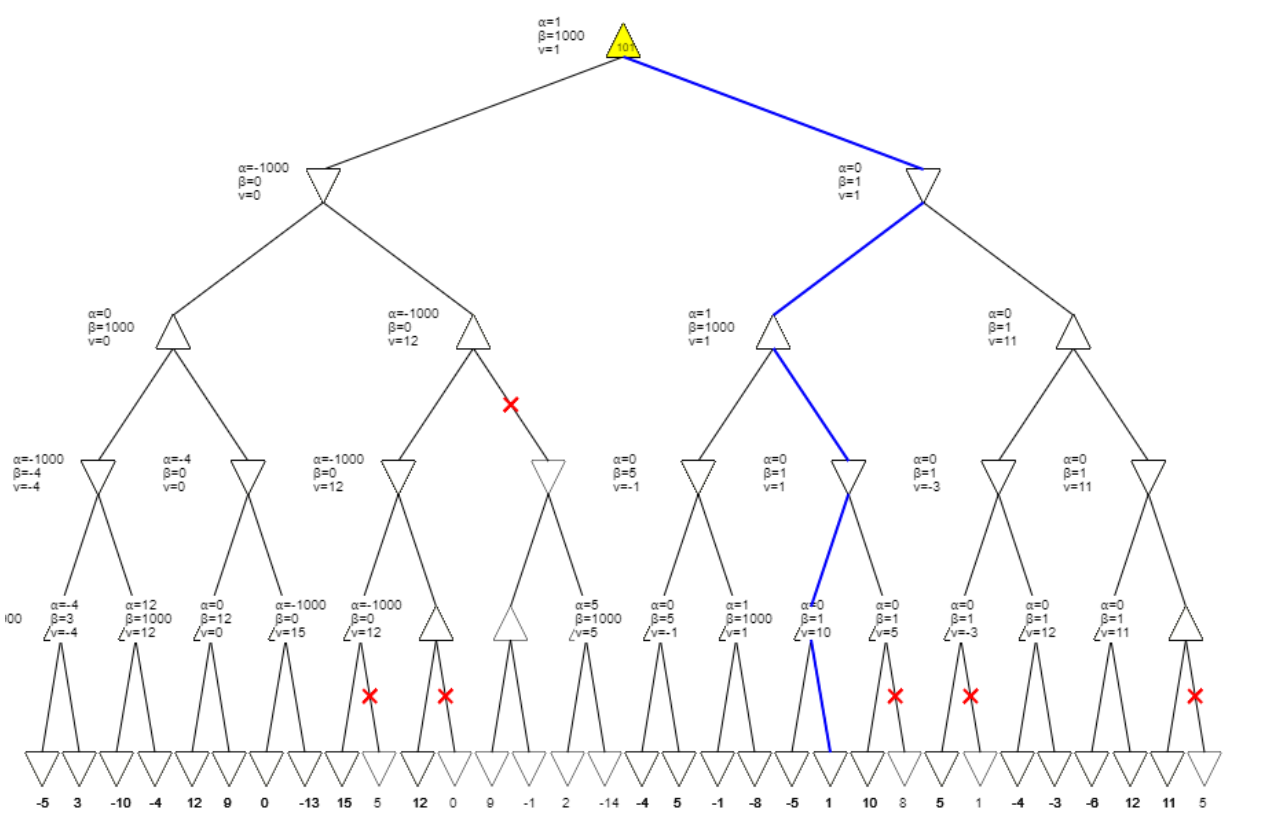 α=1
β=1000
v=1
101
α=-1000
β=0
v=0
α=0
β=1
v=1
α=0
β=1000
v=0
α=-1000
β=0
v=12
α=1
β=1000
v=1
α=0
β=1
v=11
α=-1000
β=-4
v=-4
α=-4
β=0
v=0
α=-1000
β=0
v=12
α=0
β=5
v=-1
α=0
β=1
v=1
α=0
β=1
v=-3
α=0
β=1
v=11
α=-4
β=3
v=-4
α=12
β=1000
v=12
α=0
β=12
v=0
α=-1000
β=0
v=15
α=-1000
β=0
v=12
α=5
β=1000
v=5
α=0
β=5
v=-1
α=1
β=1000
v=1
α=0
β=1
v=10
α=0
β=1
v=5
α=0
β=1
v=-3
α=0
β=1
v=12
α=0
β=1
v=11
-5 3 -10 -4 12 9 0 -13 15 5 12 0 9 -1 2 -14 -4 5 -1 -8 -5 1 10 8 5 1 -4 -3 -6 12 11 5